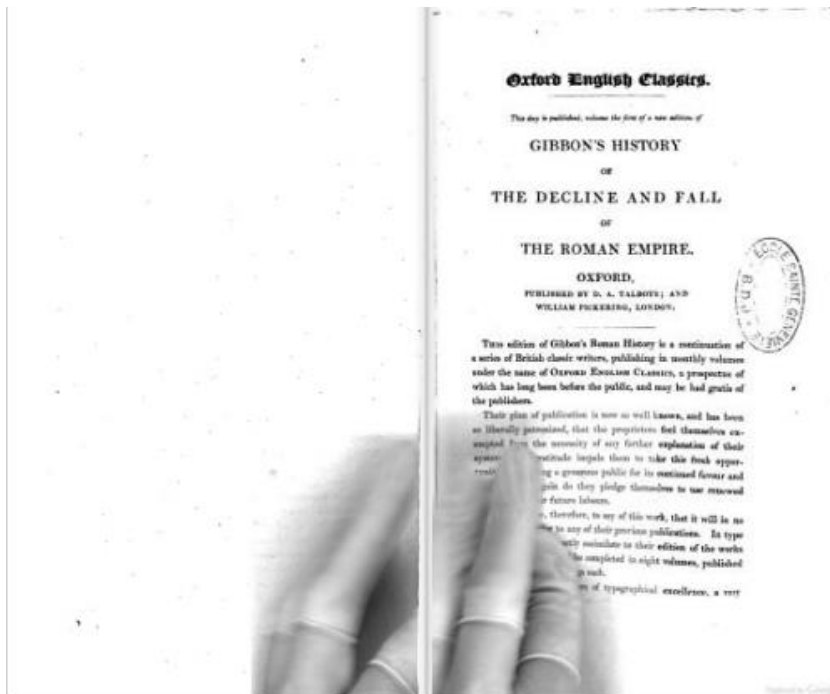 Oxford English Classics.
This day is published, volume the first of a new edition of
GIBBON'S HISTORY
OF
THE DECLINE AND FALL
OF
THE ROMAN EMPIRE.
OXFORD,
PUBLISHED BY D. A. TALBOYS; AND
WILLIAM PICKERING, LONDON.
ECOLE SAINTE GENEVIEVE
B.D.J.
THIS edition of Gibbon's Roman History is a continuation of
a series of British classic writers, publishing in monthly volumes
under the name of OXFORD ENGLISH CLASSICS, a prospectus of
which has long been before the public, and may be had gratis of
the publishers.
Their plan of publication is now so well known, and has been
so liberally patronized, that the proprietors feel themselves ex-
empted from the necessity of any further explanation of their
gratitude impels them to take this fresh oppor-
a generous public for its continued favour and
again do they pledge themselves to use renewed
future labours.
therefore, to say of this work, that it will in no
to any of their previous publications. In type
assimilate to their edition of the works
be completed in eight volumes, published
each.
of typographical excellence, a very